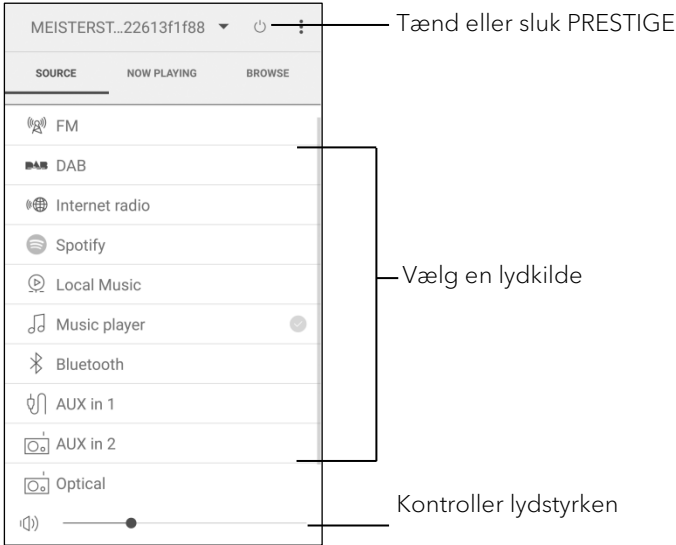 MEISTERST...22613f1f88
Tænd eller sluk PRESTIGE
SOURCE NOW PLAYING BROWSE
FM
DAB DAB
Internet radio
Spotify
Vælg en lydkilde
Local Music
Music player
Bluetooth
AUX in 1
AUX in 2
Optical
Kontroller lydstyrken